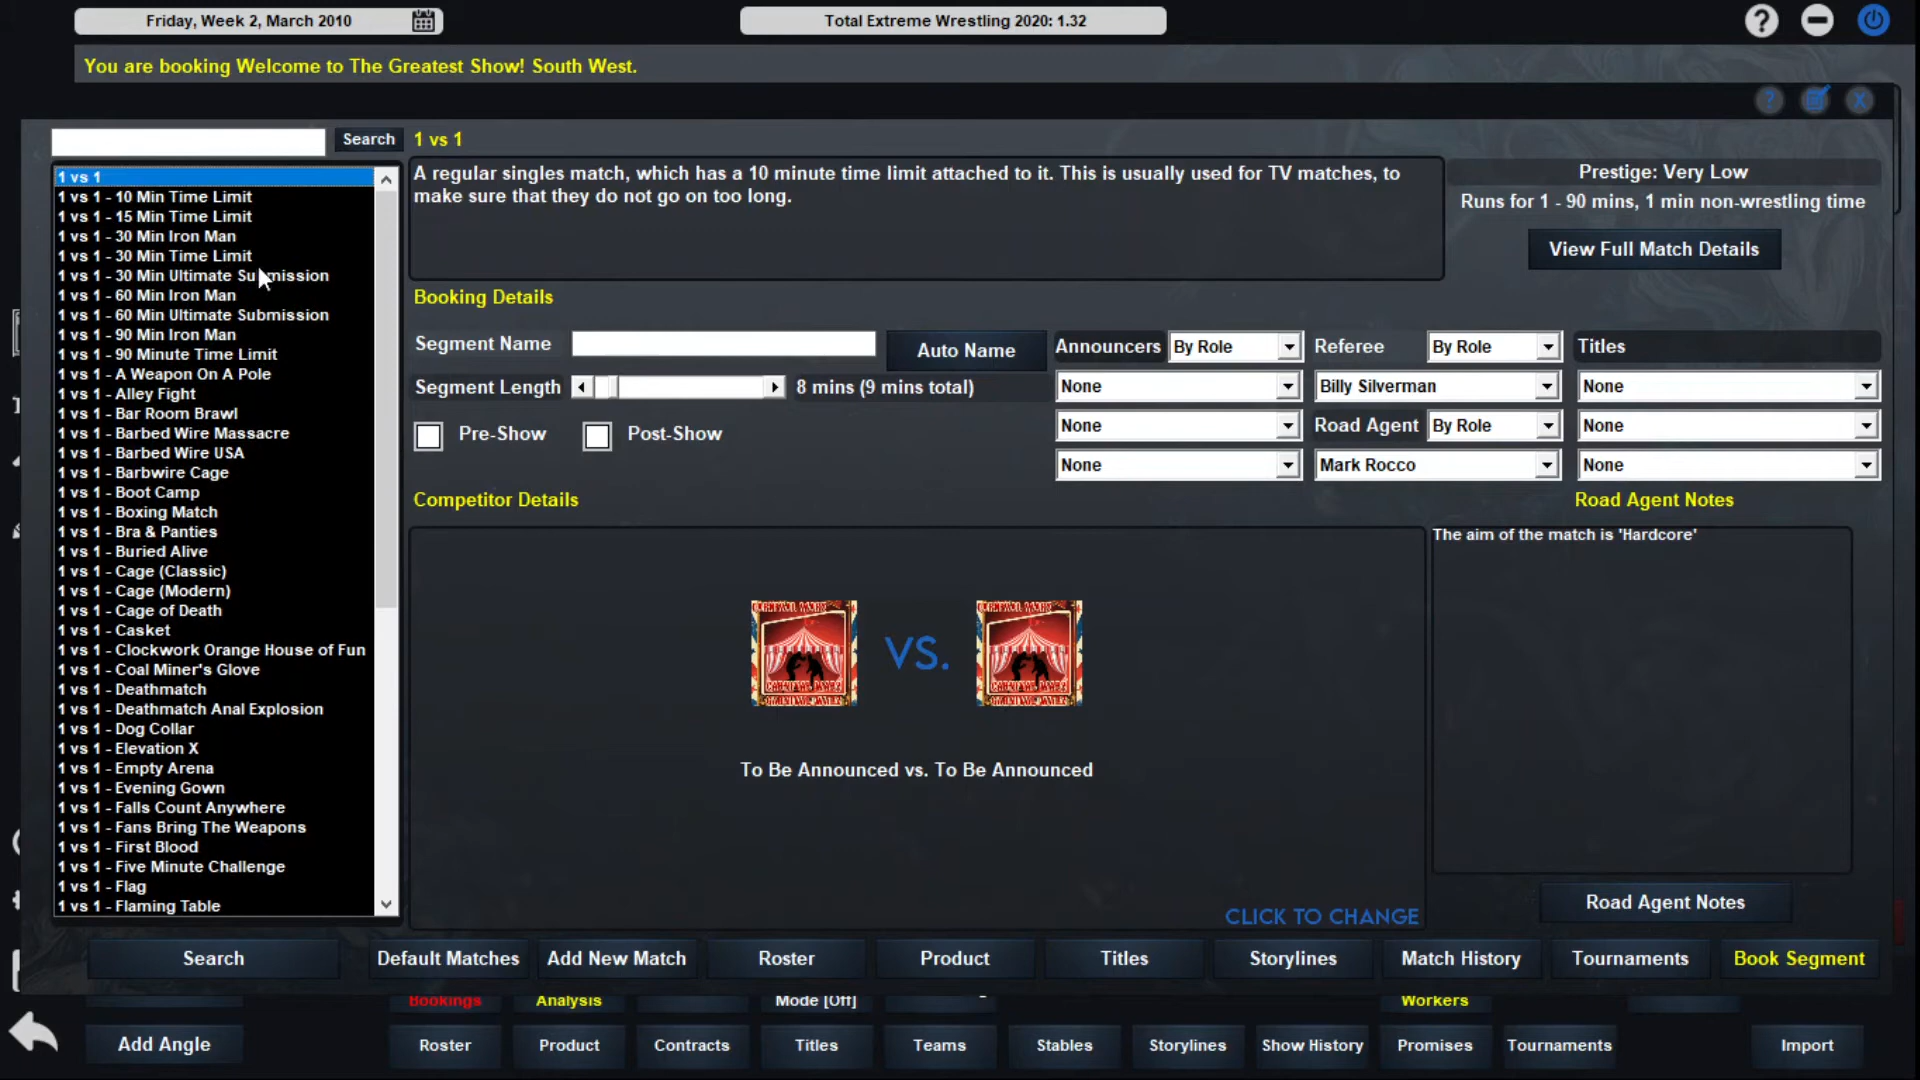 Friday, Week 2, March 2010
Total Extreme Wrestling 2020: 1.32
You are booking Welcome to The Greatest Show! South West.
Search
1 vs 1
1 vs 1
1 vs 1 - 10 Min Time Limit
1 vs 1 - 15 Min Time Limit
1 vs 1 - 30 Min Iron Man
1 vs 1 - 30 Min Time Limit
1 vs 1 - 30 Min Ultimate Submission
1 vs 1 - 60 Min Iron Man
1 vs 1 - 60 Min Ultimate Submission
1 vs 1 - 90 Min Iron Man
1 vs 1 - 90 Minute Time Limit
1 vs 1 - A Weapon On A Pole
1 vs 1 - Alley Fight
1 vs 1 - Bar Room Brawl
1 vs 1 - Barbed Wire Massacre
1 vs 1 - Barbed Wire USA
1 vs 1 - Barbwire Cage
1 vs 1 - Boot Camp
1 vs 1 - Boxing Match
1 vs 1 - Bra & Panties
1 vs 1 - Buried Alive
1 vs 1 - Cage (Classic)
1 vs 1 - Cage (Modern)
1 vs 1 - Cage of Death
1 vs 1 - Casket
1 vs 1 - Clockwork Orange House of Fun
1 vs 1 - Coal Miner's Glove
1 vs 1 - Deathmatch
1 vs 1 - Deathmatch Anal Explosion
1 vs 1 - Dog Collar
1 vs 1 - Elevation X
1 vs 1 - Empty Arena
1 vs 1 - Evening Gown
1 vs 1 - Falls Count Anywhere
1 vs 1 - Fans Bring The Weapons
1 vs 1 - First Blood
1 vs 1 - Five Minute Challenge
1 vs 1 - Flag
1 vs 1 - Flaming Table
A regular singles match, which has a 10 minute time limit attached to it. This is usually used for TV matches, to
make sure that they do not go on too long.
Prestige: Very Low
Runs for 1 - 90 mins, 1 min non-wrestling time
View Full Match Details
Booking Details
Segment Name
Auto Name
Announcers By Role
Referee By Role
Titles
Segment Length
8 mins (9 mins total)
None
Billy Silverman
None
Pre-Show
Post-Show
None
Road Agent By Role
None
None
Mark Rocco
None
Competitor Details
Road Agent Notes
The aim of the match is 'Hardcore'
VS.
To Be Announced vs. To Be Announced
CLICK TO CHANGE
Road Agent Notes
Search
Default Matches
Add New Match
Roster
Product
Titles
Storylines
Match History
Tournaments
Book Segment
Bookings
Analysis
Mode [Off]
Workers
Add Angle
Roster
Product
Contracts
Titles
Teams
Stables
Storylines
Show History
Promises
Tournaments
Import